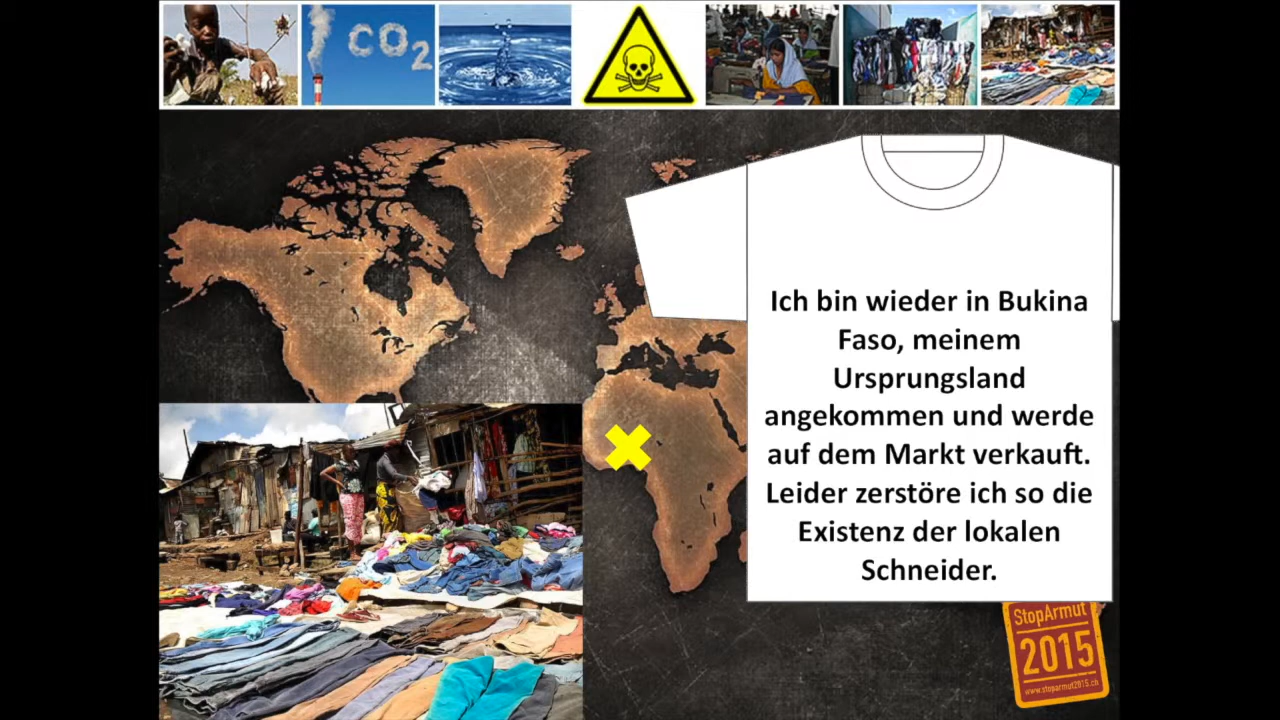 CO2
Ich bin wieder in Bukina
Faso, meinem
Ursprungsland
angekommen und werde
auf dem Markt verkauft.
Leider zerstöre ich so die
Existenz der lokalen
Schneider.
StopArmut
2015
www.stoparmut2015.ch